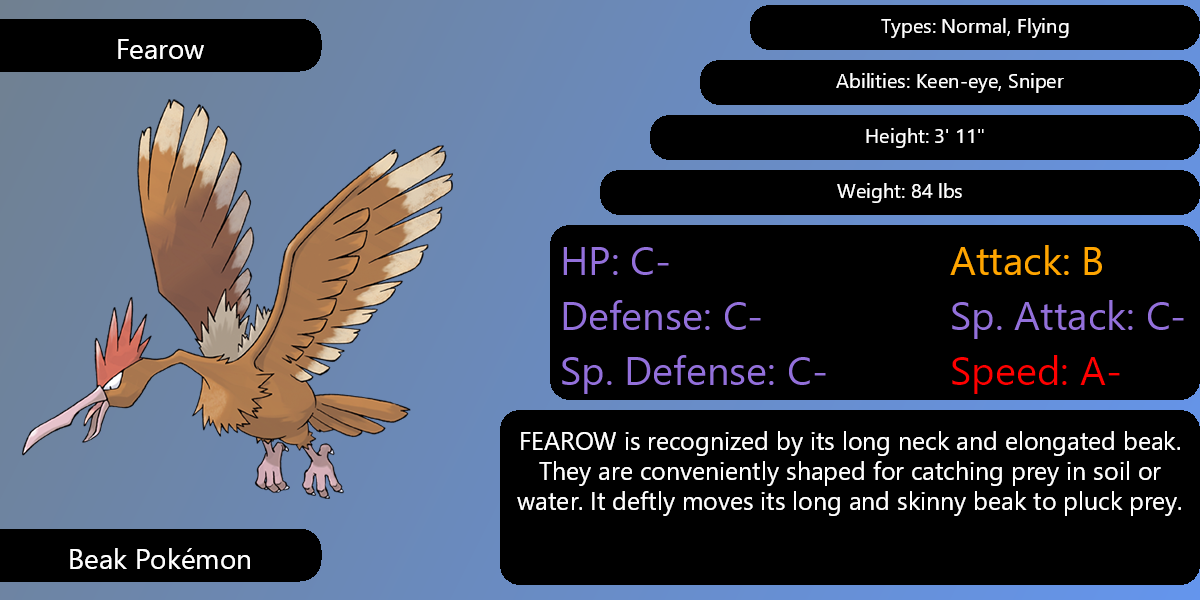 Fearow
Types: Normal, Flying
Abilities: Keen-eye, Sniper
Height: 3' 11"
Weight: 84 lbs
HP: C-
Attack: B
Defense: C-
Sp. Attack: C-
Sp. Defense: C-
Speed: A-
FEAROW is recognized by its long neck and elongated beak.
They are conveniently shaped for catching prey in soil or
water. It deftly moves its long and skinny beak to pluck prey.
Beak Pokémon